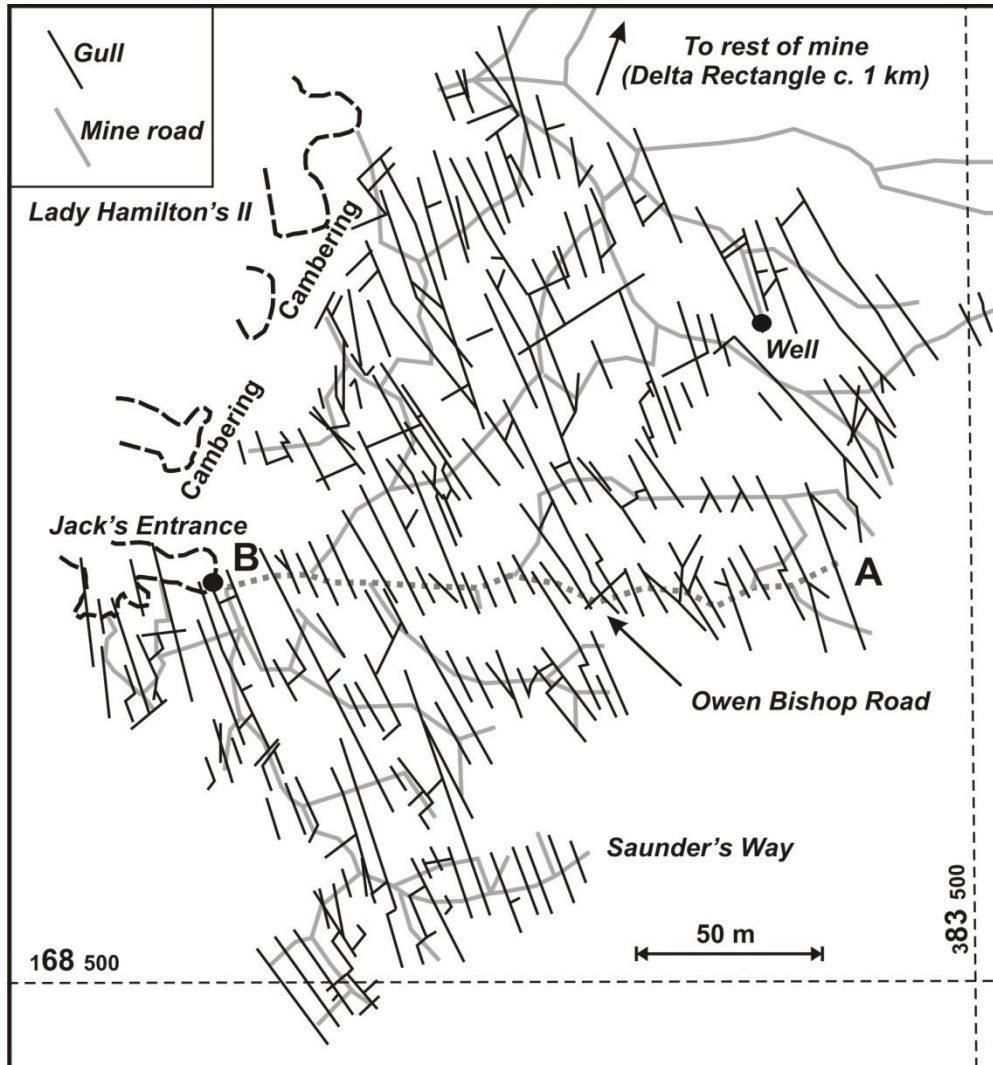 Gull
Mine road
To rest of mine
(Delta Rectangle c. 1 km)
Lady Hamilton's II
Cambering
Well
Cambering
Jack's Entrance
B
A
Owen Bishop Road
Saunder's Way
50 m
168 500
383 500